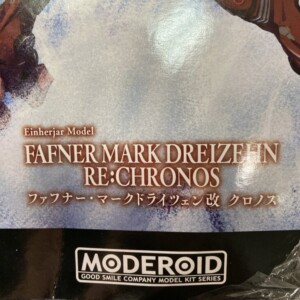 Einherjar Model
FAFNER MARK DREIZEHN
RE:CHRONOS
ファフナー・マークドライツェン改 クロノス
MODEROID
GOOD SMILE COMPANY MODEL KIT SERIES